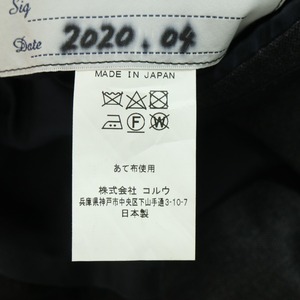 Sig
Date 2020.04
MADE IN JAPAN
P F W
あて布使用
株式会社 コルウ
兵庫県神戸市中央区下山手通3-10-7
日本製